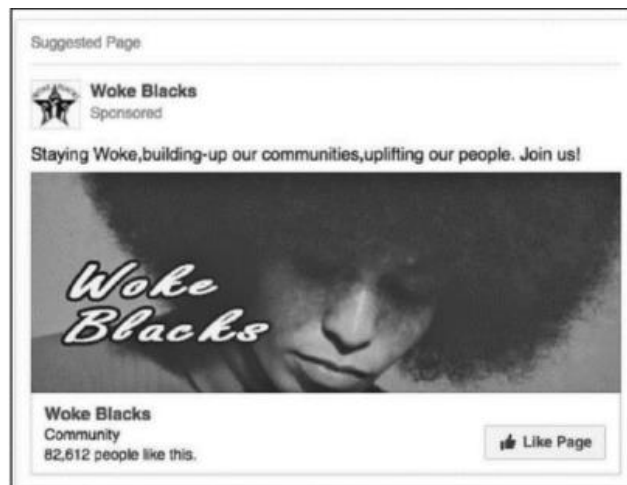 Suggested Page
Woke Blacks
Sponsored
Staying Woke,building-up our communities,uplifting our people. Join us!
Woke
Blacks
Woke Blacks
Community
82,612 people like this.
Like Page